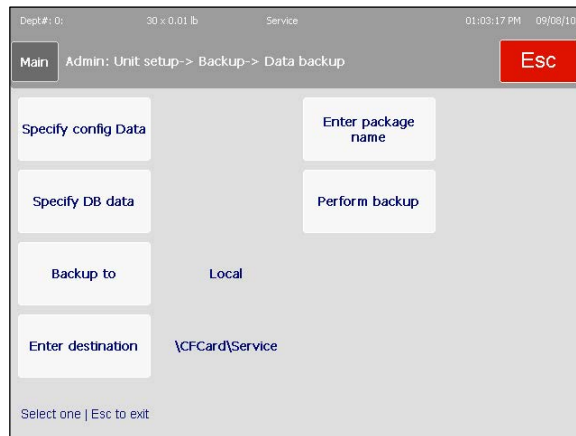 Dept#: 0: 30 x 0.01 lb Service 01:03:17 PM 09/08/10
Main Admin: Unit setup-> Backup-> Data backup Esc
Specify config Data
Enter package name
Specify DB data
Perform backup
Backup to Local
Enter destination \CFCard\Service
Select one | Esc to exit